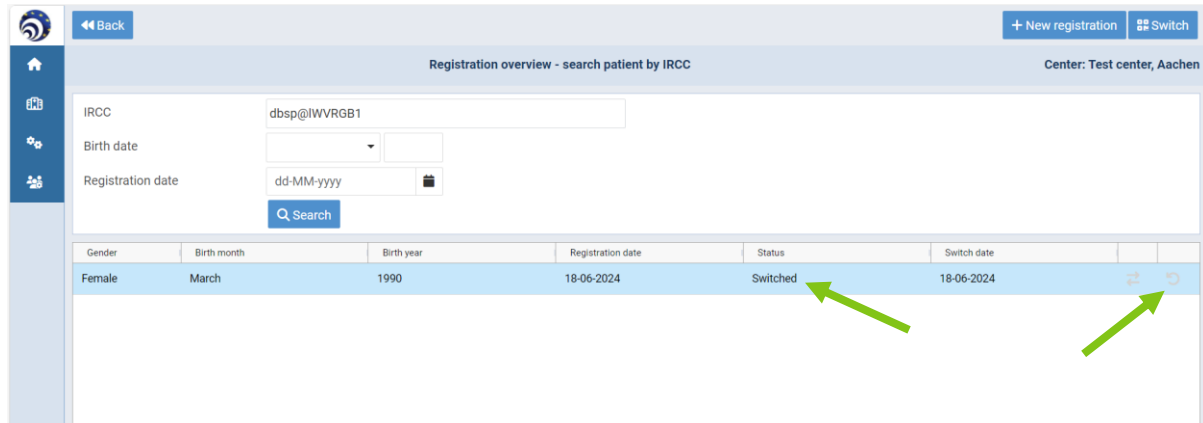 Back
+ New registration
Switch
Registration overview - search patient by IRCC
Center: Test center, Aachen
IRCC
dbsp@lWVRGB1
Birth date
Registration date
dd-MM-yyyy
Search
Gender Birth month Birth year Registration date Status Switch date
Female March 1990 18-06-2024 Switched 18-06-2024